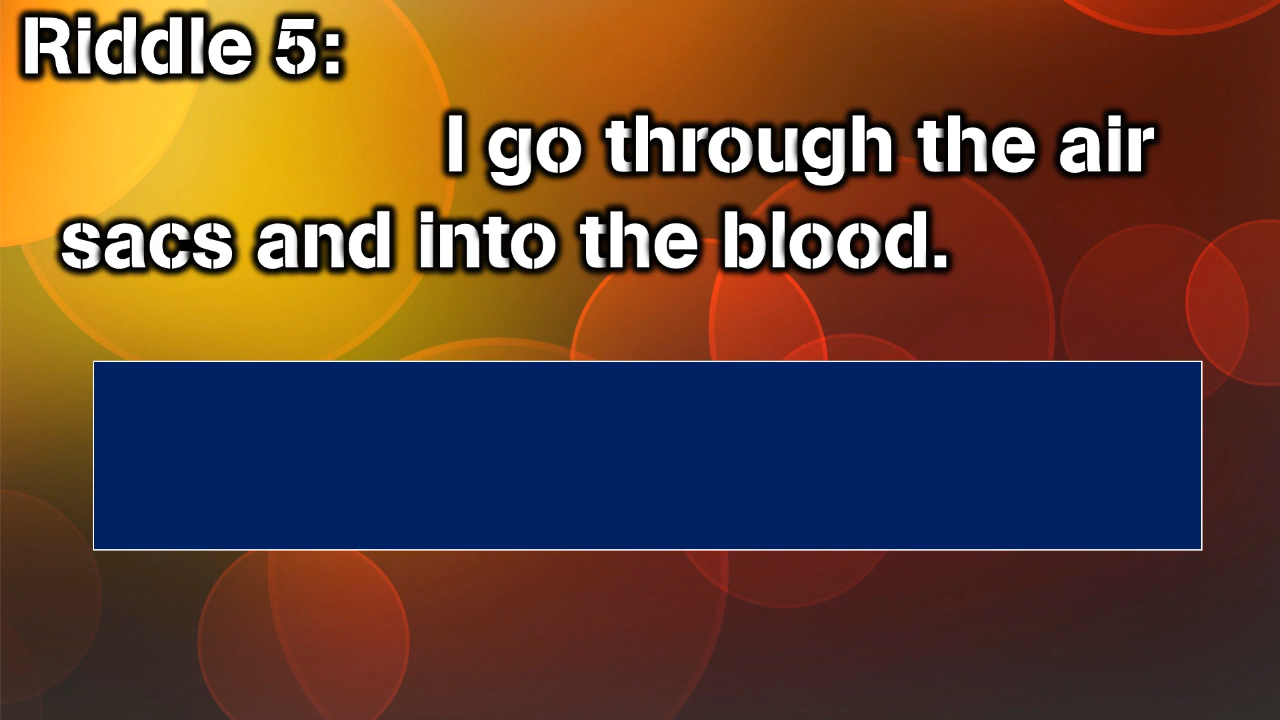 Riddle 5:
I go through the air
sacs and into the blood.